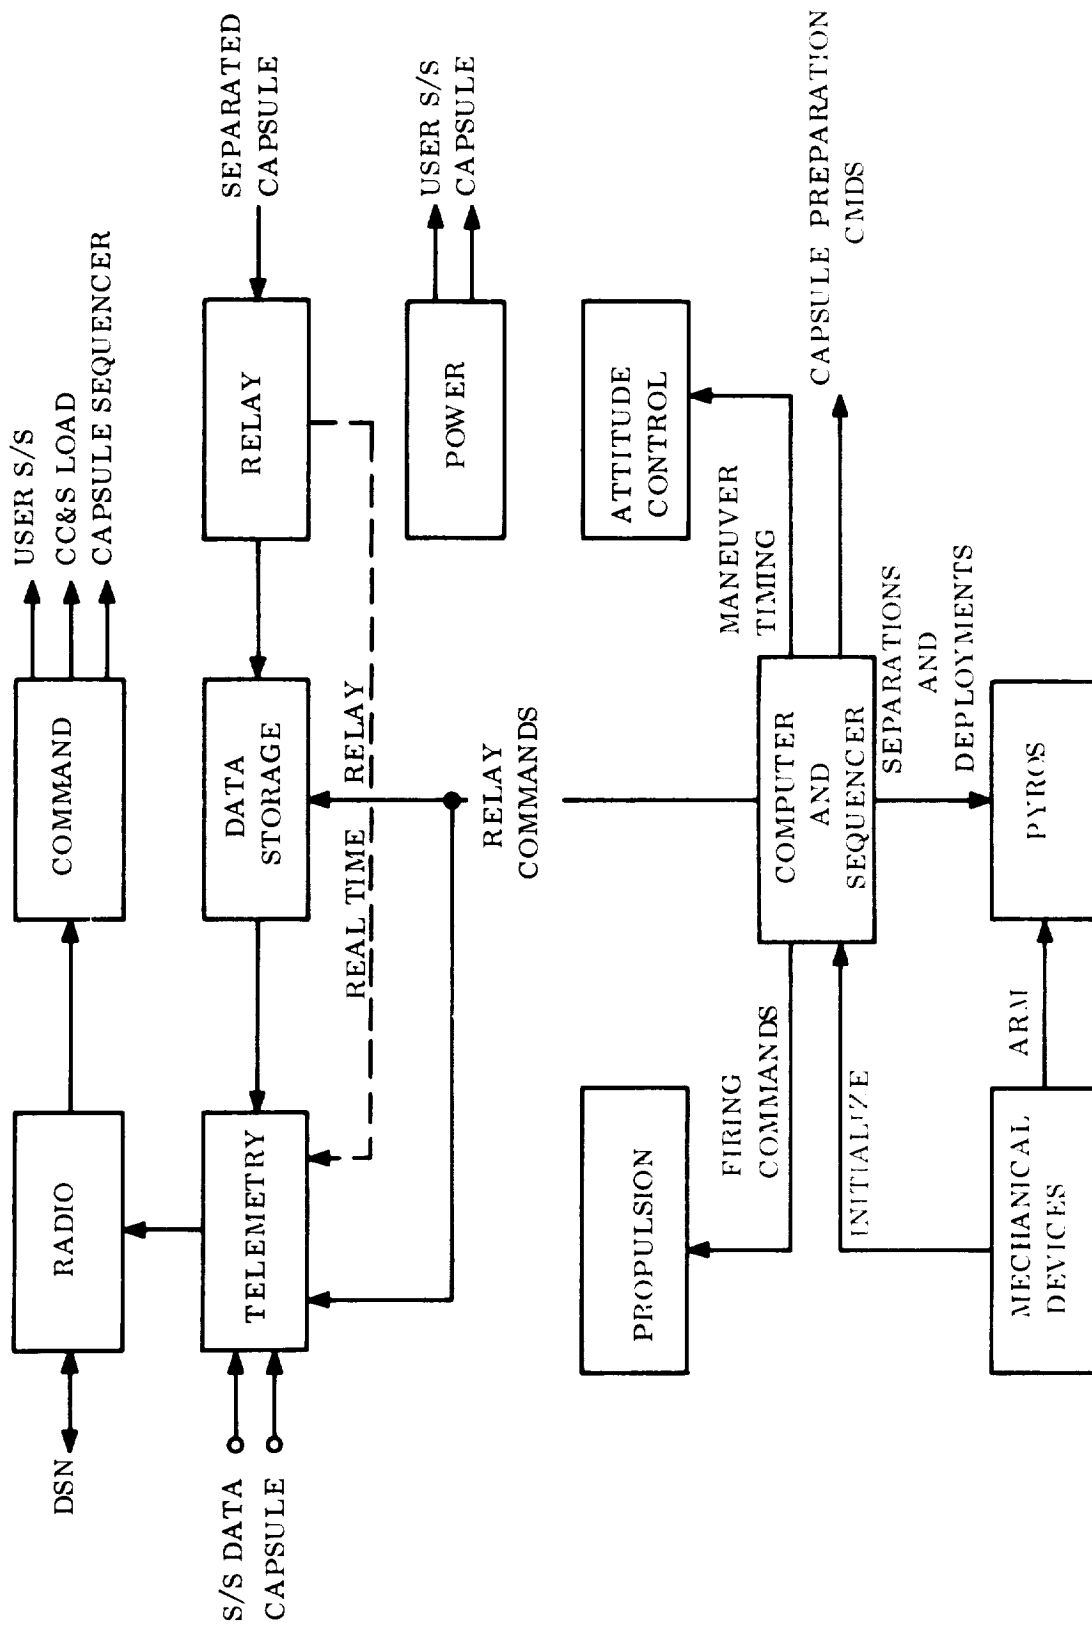 DSN
RADIO
COMMAND
USER S/S
CC&S LOAD
CAPSULE SEQUENCER
S/S DATA
CAPSULE
TELEMETRY
DATA
STORAGE
RELAY
SEPARATED
CAPSULE
REAL TIME RELAY
RELAY
COMMANDS
POWER
USER S/S
CAPSULE
PROPULSION
FIRING
COMMANDS
ATTITUDE
CONTROL
MANEUVER
TIMING
COMPUTER
AND
SEQUENCER
CAPSULE PREPARATION
CMDS
INITIALIZE
SEPARATIONS
AND
DEPLOYMENTS
MECHANICAL
DEVICES
ARM
PYROS